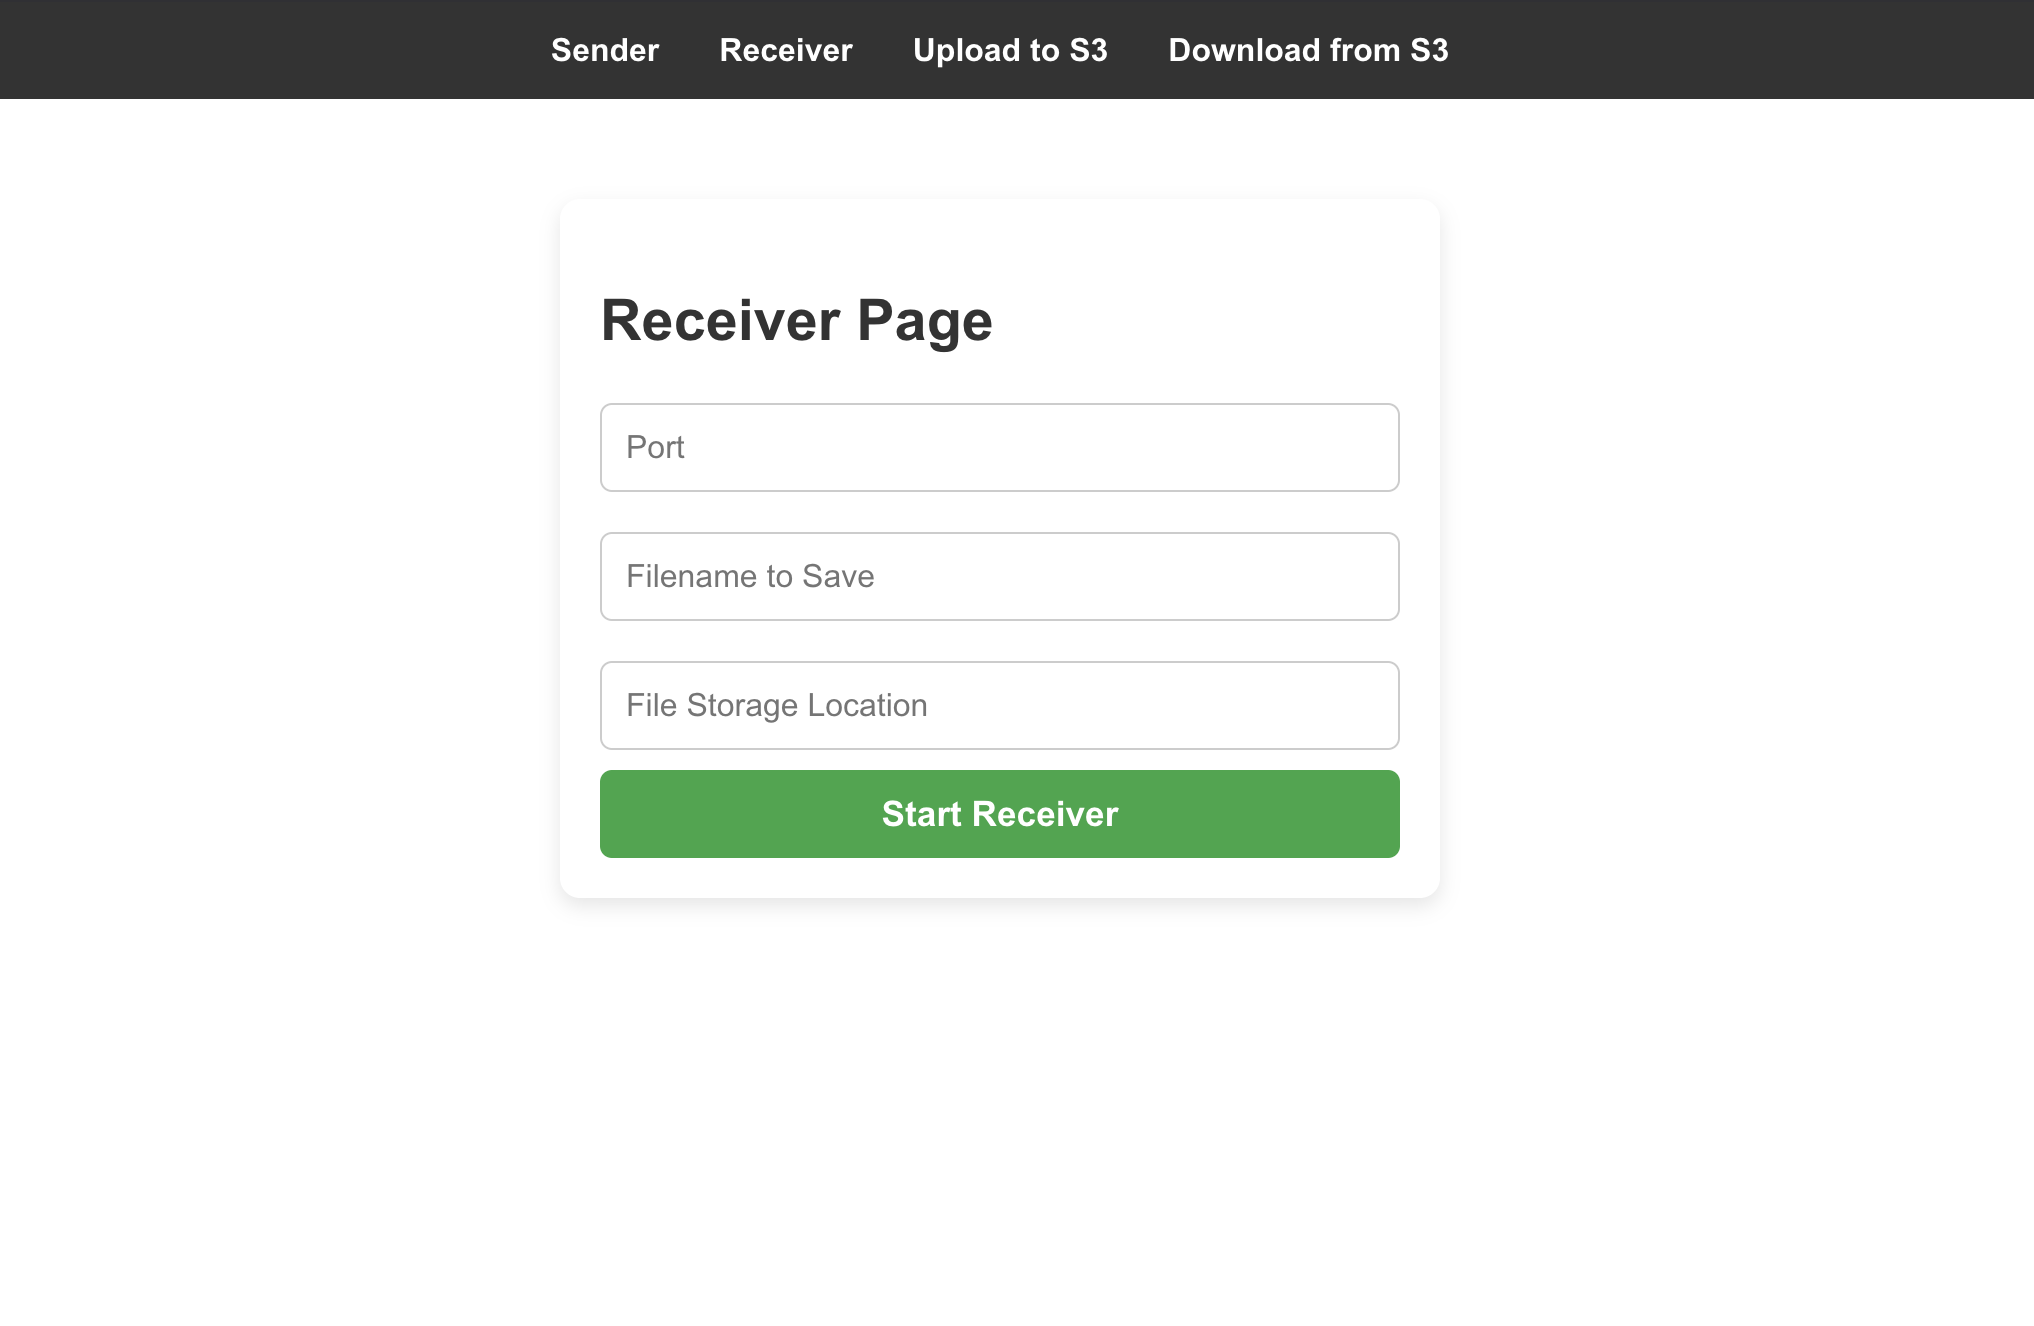 Sender Receiver Upload to S3 Download from S3
Receiver Page
Port
Filename to Save
File Storage Location
Start Receiver